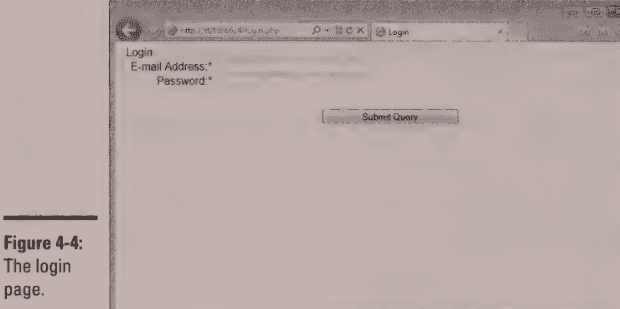 Login
Login
E-mail Address:*
Password:*
Submit Query
Figure 4-4:
The login
page.